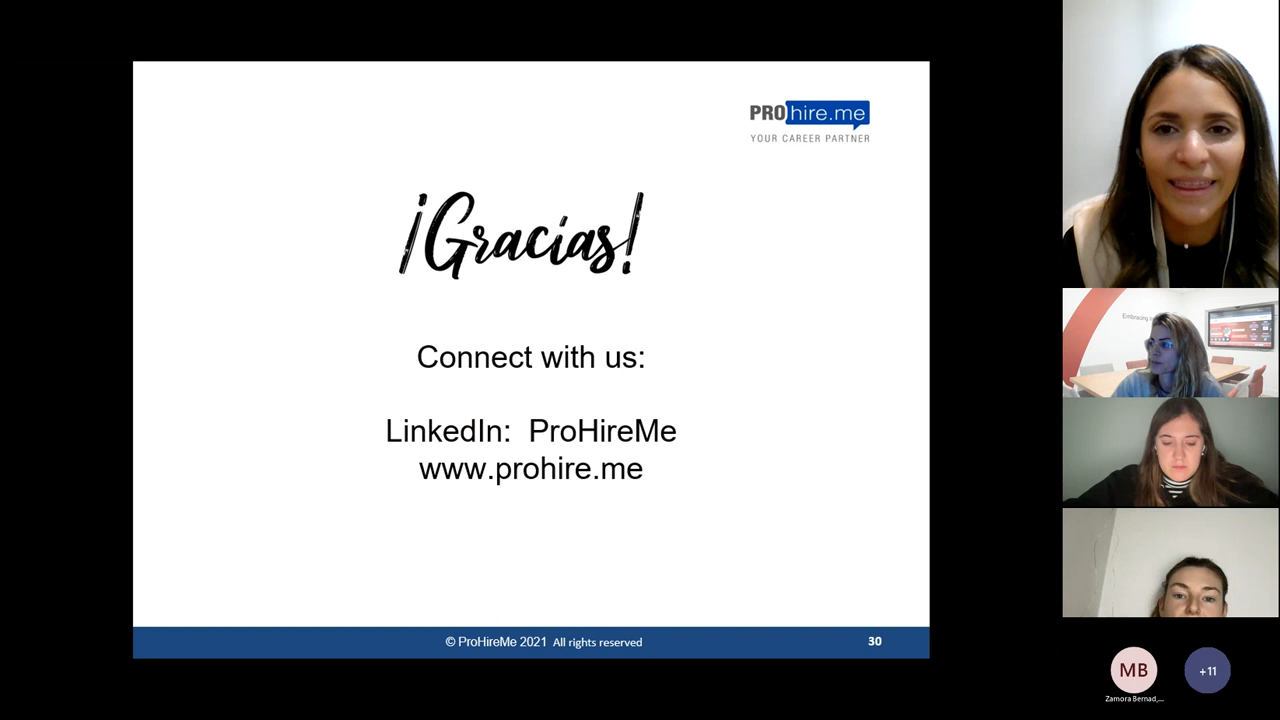 PROhire.me
YOUR CAREER PARTNER
¡Gracias!
Connect with us:
LinkedIn: ProHireMe
www.prohire.me
© ProHireMe 2021 All rights reserved
30
MB
Zamora Bernad,...
+11